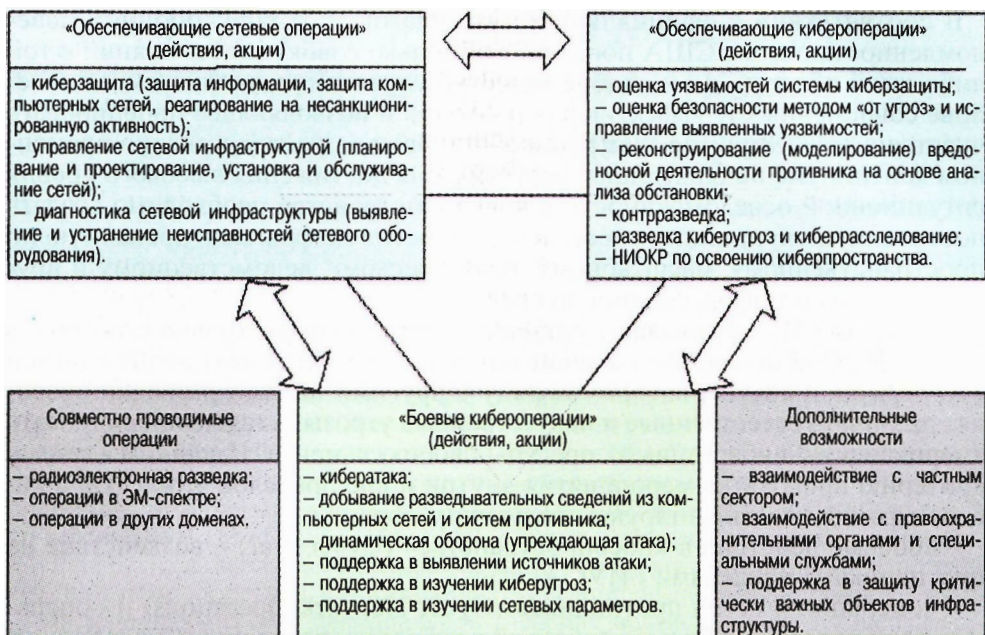 «Обеспечивающие сетевые операции»
(действия, акции)
– киберзащита (защита информации, защита ком-
пьютерных сетей, реагирование на несанкциони-
рованную активность);
– управление сетевой инфраструктурой (планиро-
вание и проектирование, установка и обслужива-
ние сетей);
– диагностика сетевой инфраструктуры (выявле-
ние и устранение неисправностей сетевого обо-
рудования).
«Обеспечивающие кибероперации»
(действия, акции)
– оценка уязвимостей системы киберзащиты;
– оценка безопасности методом «от угроз» и ис-
правление выявленных уязвимостей;
– реконструирование (моделирование) вредо-
носной деятельности противника на основе ана-
лиза обстановки;
– контрразведка;
– разведка киберугроз и киберрасследование;
– НИОКР по освоению киберпространства.
Совместно проводимые
операции
– радиоэлектронная разведка;
– операции в ЭМ-спектре;
– операции в других доменах.
«Боевые кибероперации»
(действия, акции)
– кибератака;
– добывание разведывательных сведений из ком-
пьютерных сетей и систем противника;
– динамическая оборона (упреждающая атака);
– поддержка в выявлении источников атаки;
– поддержка в изучении киберугроз;
– поддержка в изучении сетевых параметров.
Дополнительные
возможности
– взаимодействие с частным
сектором;
– взаимодействие с правоохра-
нительными органами и специ-
альными службами;
– поддержка в защиту крити-
чески важных объектов инфра-
структуры.